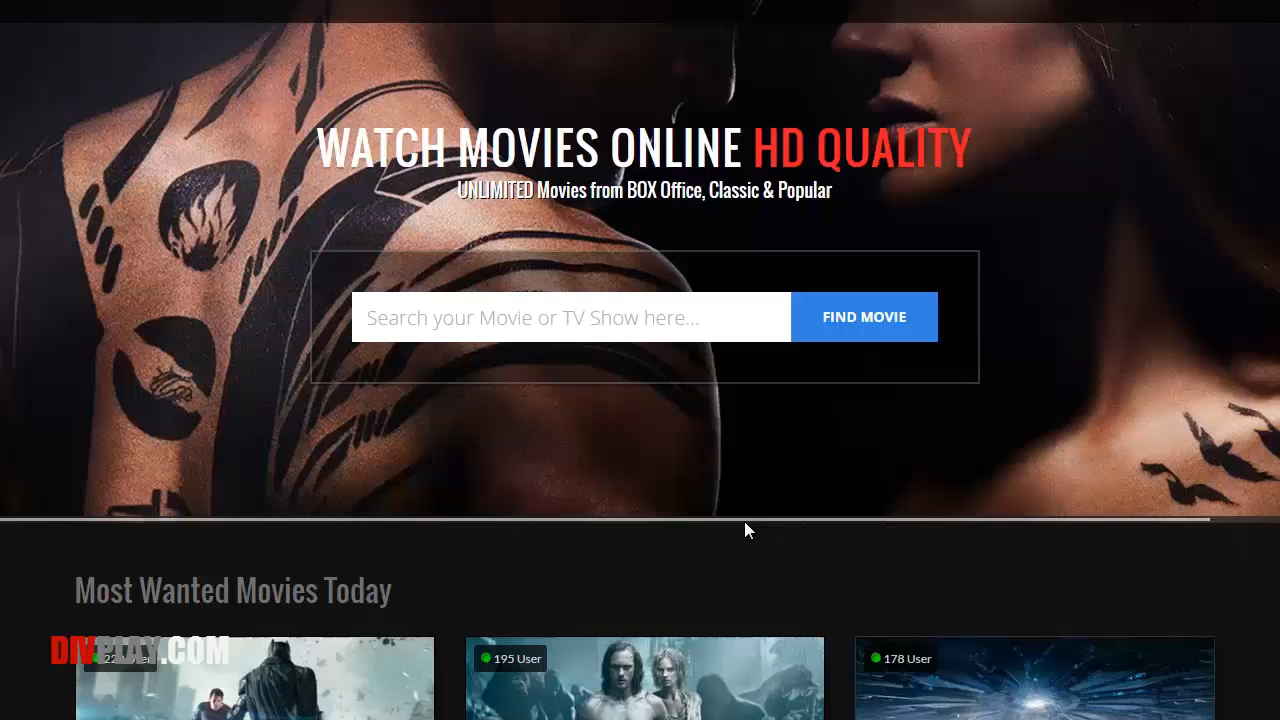 WATCH MOVIES ONLINE HD QUALITY
UNLIMITED Movies from BOX Office, Classic & Popular
Search your Movie or TV Show here...
FIND MOVIE
Most Wanted Movies Today
DIVPLAY.COM
195 User
178 User